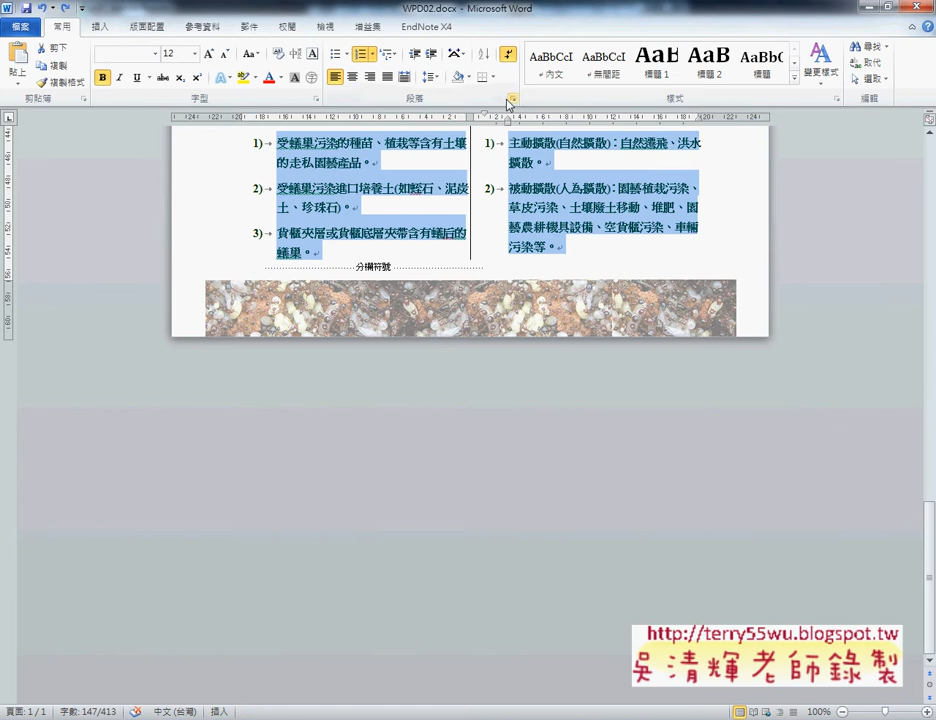 WPD02.docx - Microsoft Word
檔案 常用 插入 版面配置 參考資料 郵件 校閱 檢視 增益集 EndNote X4
貼上 剪下 複製 複製格式
12
AaBbCcI AaBbCcI AaB AaB AaBb(
內文 無間距 標題 1 標題 2 標題
變更樣式
尋找 取代 選取
剪貼簿 字型 段落 樣式 編輯
1) 受蟻巢污染的種苗、植栽等含有土壤
的走私園藝產品。
2) 受蟻巢污染進口培養土(如蛭石、泥炭
土、珍珠石)。
3) 貨櫃夾層或貨櫃底層夾帶含有蟻后的
蟻巢。
分欄符號
1) 主動擴散(自然擴散)：自然遷飛、洪水
擴散。
2) 被動擴散(人為擴散)：園藝植栽污染、
草皮污染、土壤廢土移動、堆肥、園
藝農耕機具設備、空貨櫃污染、車輛
污染等。
http://terry55wu.blogspot.tw
吳清輝老師錄製
頁面: 1 / 1 字數: 147/413 中文 (台灣) 插入 100%